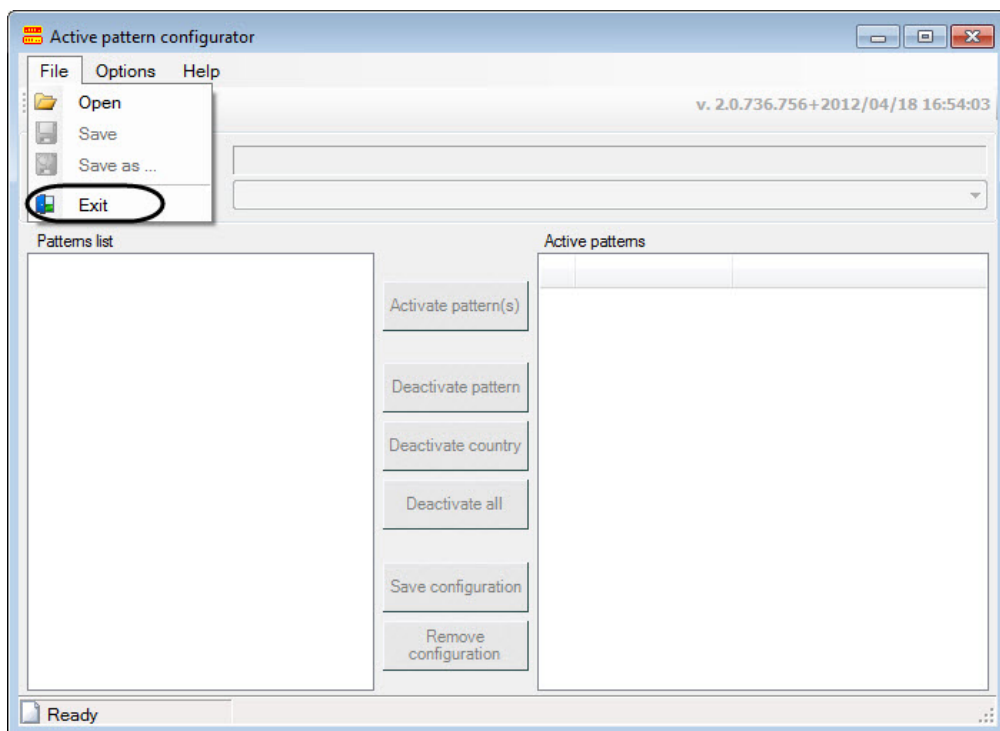 Active pattern configurator
File Options Help
Open
v. 2.0.736.756+2012/04/18 16:54:03
Save
Save as ...
Exit
Patterns list
Active patterns
Activate pattern(s)
Deactivate pattern
Deactivate country
Deactivate all
Save configuration
Remove
configuration
Ready